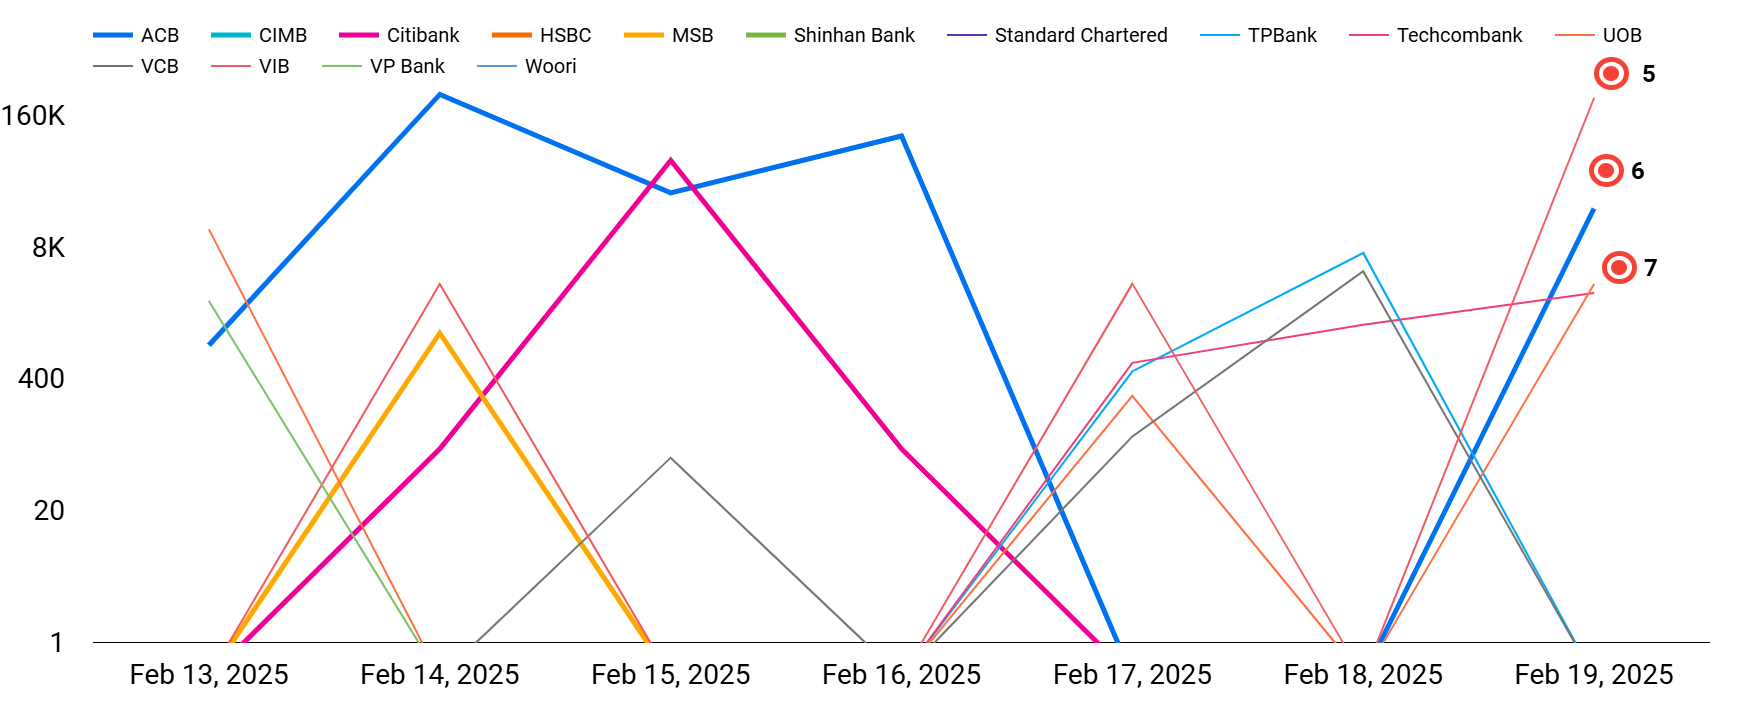 ACB CIMB Citibank HSBC MSB Shinhan Bank Standard Chartered TPBank Techcombank UOB
VCB VIB VP Bank Woori
5
160K
6
8K
7
400
20
1
Feb 13, 2025 Feb 14, 2025 Feb 15, 2025 Feb 16, 2025 Feb 17, 2025 Feb 18, 2025 Feb 19, 2025